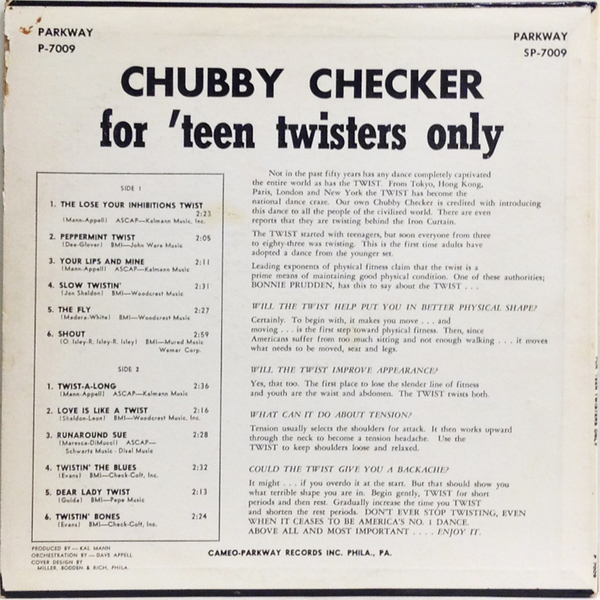 PARKWAY
P-7009
PARKWAY
SP-7009
CHUBBY CHECKER
for 'teen twisters only
SIDE 1
1. THE LOSE YOUR INHIBITIONS TWIST
2:23
(Mann-Appell) ASCAP—Kalmann Music, Inc.
2. PEPPERMINT TWIST 2:05
(Dee-Glover) BMI—John Ware Music
3. YOUR LIPS AND MINE 2:11
(Mann-Appell) ASCAP—Kalmann Music
4. SLOW TWISTIN' 2:31
(Jon Sheldon) BMI—Woodcrest Music
5. THE FLY 2:27
(Madara-White) BMI—Woodcrest Music
6. SHOUT 2:59
(O. Isley-R. Isley-R. Isley) BMI—Mured Music
Wemar Corp.
SIDE 2
1. TWIST-A-LONG 2:36
(Mann-Appell) ASCAP—Kalmann Music
2. LOVE IS LIKE A TWIST 2:16
(Sheldon-Leon) BMI—Woodcrest Music, Inc.
3. RUNAROUND SUE 2:28
(Maresca-DiMucci) ASCAP—
Schwartz Music - Disal Music
4. TWISTIN' THE BLUES 2:32
(Evans) BMI—Check-Colt, Inc.
5. DEAR LADY TWIST 2:13
(Guida) BMI—Pepe Music
6. TWISTIN' BONES 2:24
(Evans) BMI—Check-Colt, Inc.
PRODUCED BY — KAL MANN
ORCHESTRATION BY — DAVE APPELL
COVER DESIGN BY
MILLER, BODDEN & RICH, PHILA.
Not in the past fifty years has any dance completely captivated
the entire world as has the TWIST. From Tokyo, Hong Kong,
Paris, London and New York the TWIST has become the
national dance craze. Our own Chubby Checker is credited with introducing
this dance to all the people of the civilized world. There are even
reports that they are twisting behind the Iron Curtain.
The TWIST started with teenagers, but soon everyone from three
to eighty-three was twisting. This is the first time adults have
adopted a dance from the younger set.
Leading exponents of physical fitness claim that the twist is a
prime means of maintaining good physical condition. One of these authorities;
BONNIE PRUDDEN, has this to say about the TWIST . . .
WILL THE TWIST HELP PUT YOU IN BETTER PHYSICAL SHAPE?
Certainly. To begin with, it makes you move . . . and
moving . . . is the first step toward physical fitness. Then, since
Americans suffer from too much sitting and not enough walking . . . it moves
what needs to be moved, seat and legs.
WILL THE TWIST IMPROVE APPEARANCE?
Yes, that too. The first place to lose the slender line of fitness
and youth are the waist and abdomen. The TWIST twists both.
WHAT CAN IT DO ABOUT TENSION?
Tension usually selects the shoulders for attack. It then works upward
through the neck to become a tension headache. Use the
TWIST to keep shoulders loose and relaxed.
COULD THE TWIST GIVE YOU A BACKACHE?
It might . . . if you overdo it at the start. But that should show you
what terrible shape you are in. Begin gently, TWIST for short
periods and then rest. Gradually increase the time you TWIST
and shorten the rest periods. DON'T EVER STOP TWISTING, EVEN
WHEN IT CEASES TO BE AMERICA'S NO. 1 DANCE.
ABOVE ALL AND MOST IMPORTANT . . . . ENJOY IT.
CAMEO-PARKWAY RECORDS INC. PHILA., PA.
FOR 'TEEN TWISTERS ONLY
P 7009